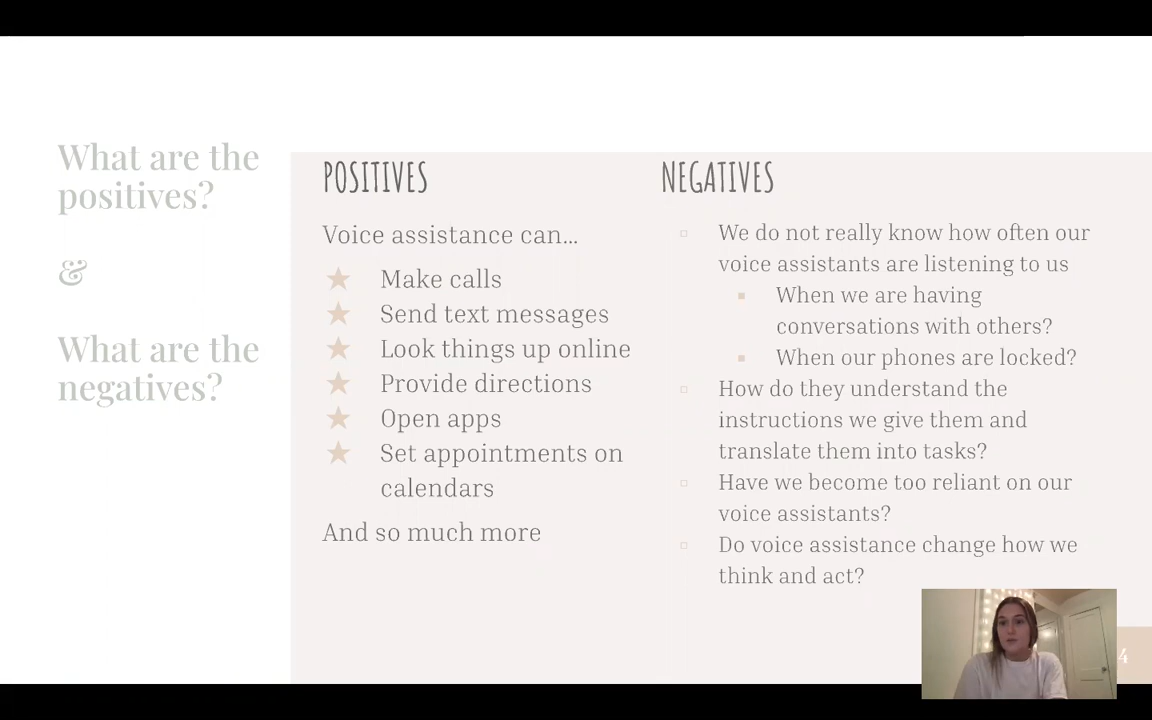 What are the
positives?
&
What are the
negatives?
POSITIVES
Voice assistance can...
Make calls
Send text messages
Look things up online
Provide directions
Open apps
Set appointments on
calendars
And so much more
NEGATIVES
We do not really know how often our
voice assistants are listening to us
When we are having
conversations with others?
When our phones are locked?
How do they understand the
instructions we give them and
translate them into tasks?
Have we become too reliant on our
voice assistants?
Do voice assistance change how we
think and act?
4